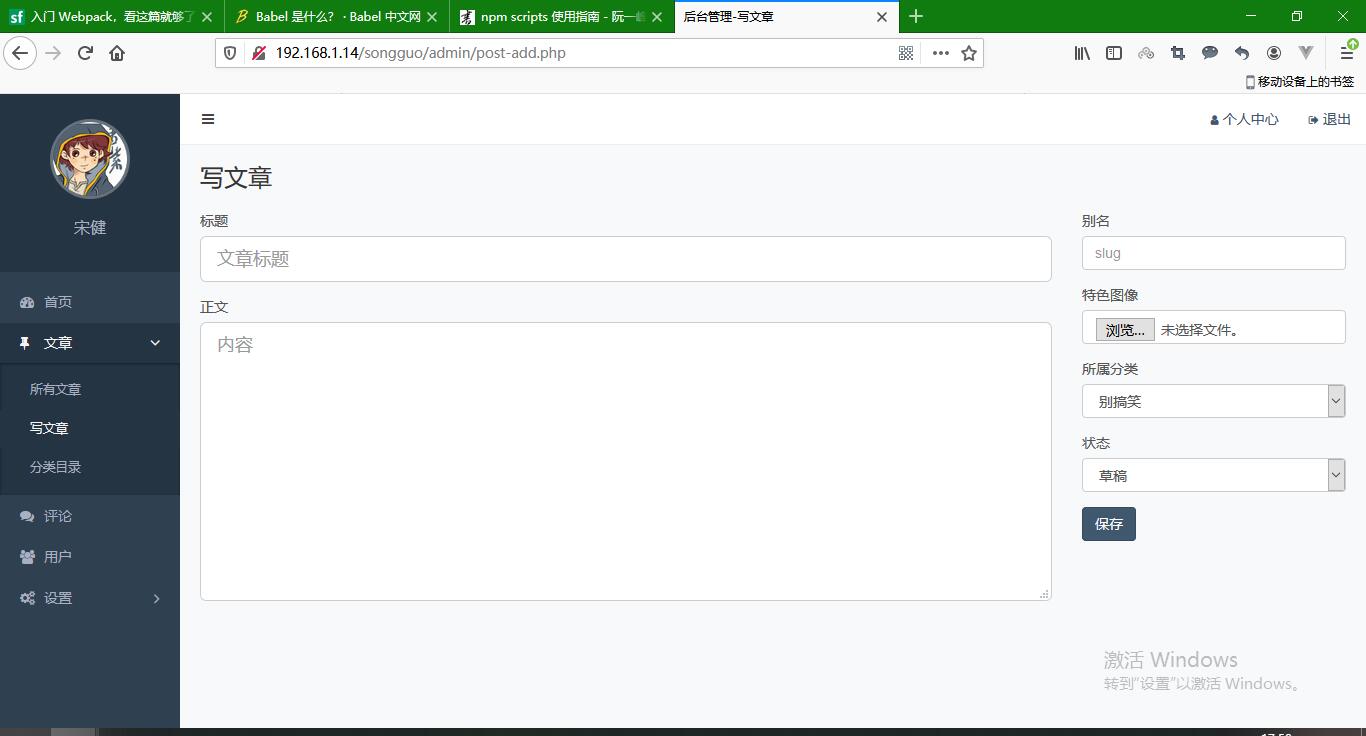 入门 Webpack，看这篇就够了
Babel 是什么？ · Babel 中文网
npm scripts 使用指南 - 阮一峰
后台管理-写文章
192.168.1.14/songguo/admin/post-add.php
移动设备上的书签
个人中心
退出
宋健
首页
文章
所有文章
写文章
分类目录
评论
用户
设置
写文章
标题
文章标题
正文
内容
别名
slug
特色图像
浏览...
未选择文件。
所属分类
别搞笑
状态
草稿
保存
激活 Windows
转到"设置"以激活 Windows。